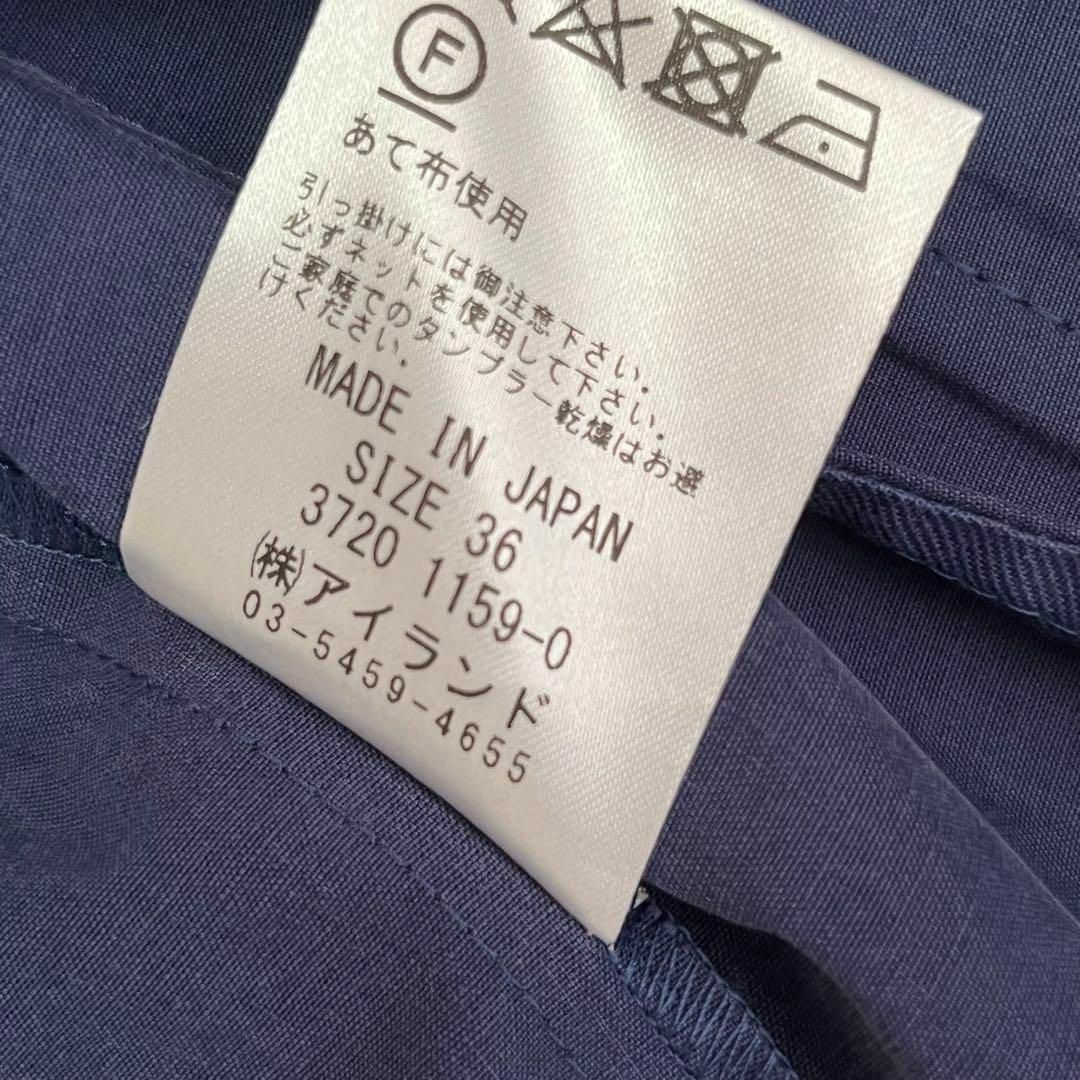 F
あて布使用
引っ掛けには御注意下さい.
必ずネットを使用して下さい.
ご家庭でのタンブラー乾燥はお避
けください.
MADE IN JAPAN
SIZE 36
3720 1159-0
(株)アイランド
03-5459-4655